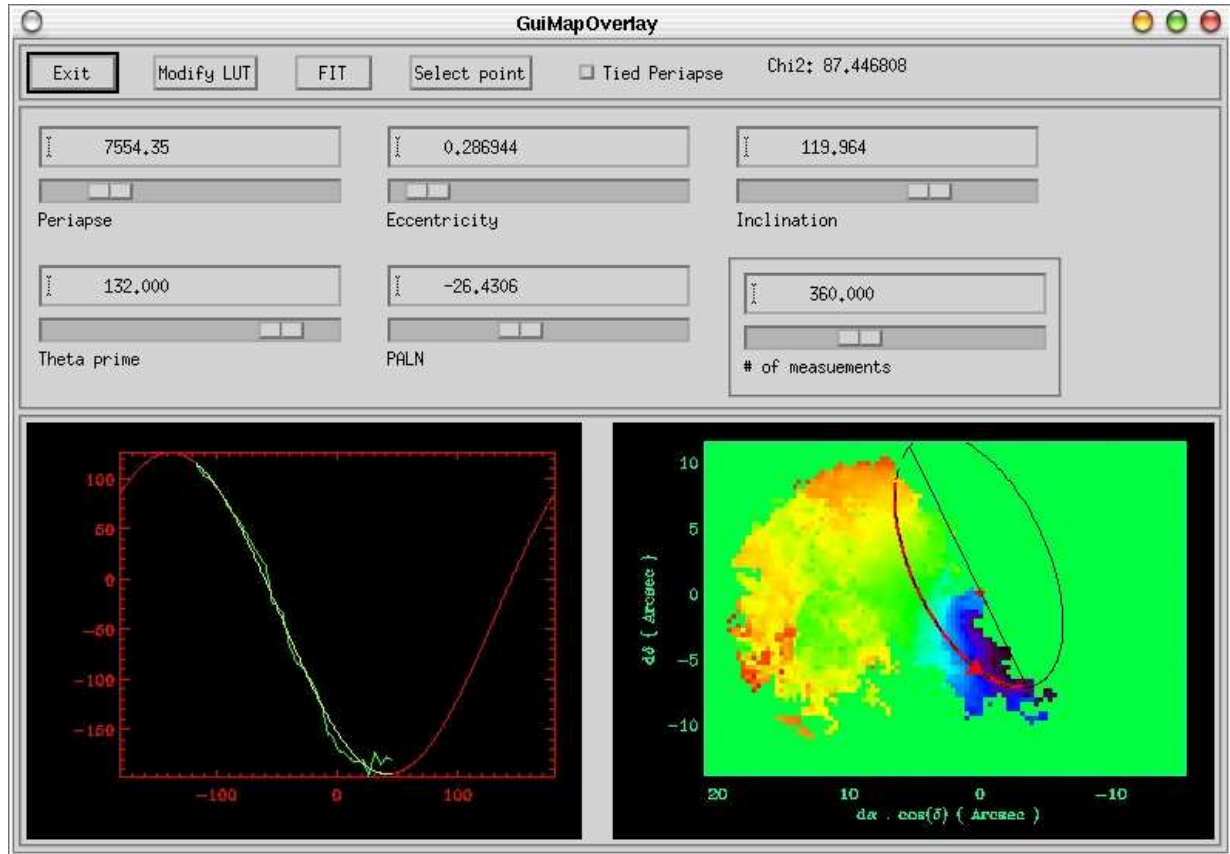 GuiMapOverlay
Exit Modify LUT FIT Select point Tied Periapse Chi2: 87.446808
7554.35 0.286944 119.964
Periapse Eccentricity Inclination
132.000 -26.4306 360.000
Theta prime PALN # of measuements
100
50
0
-50
-100
-150
-100 0 100
10
5
0
-5
-10
dδ ( Arcsec )
20 10 0 -10
dα . cos(δ) ( Arcsec )